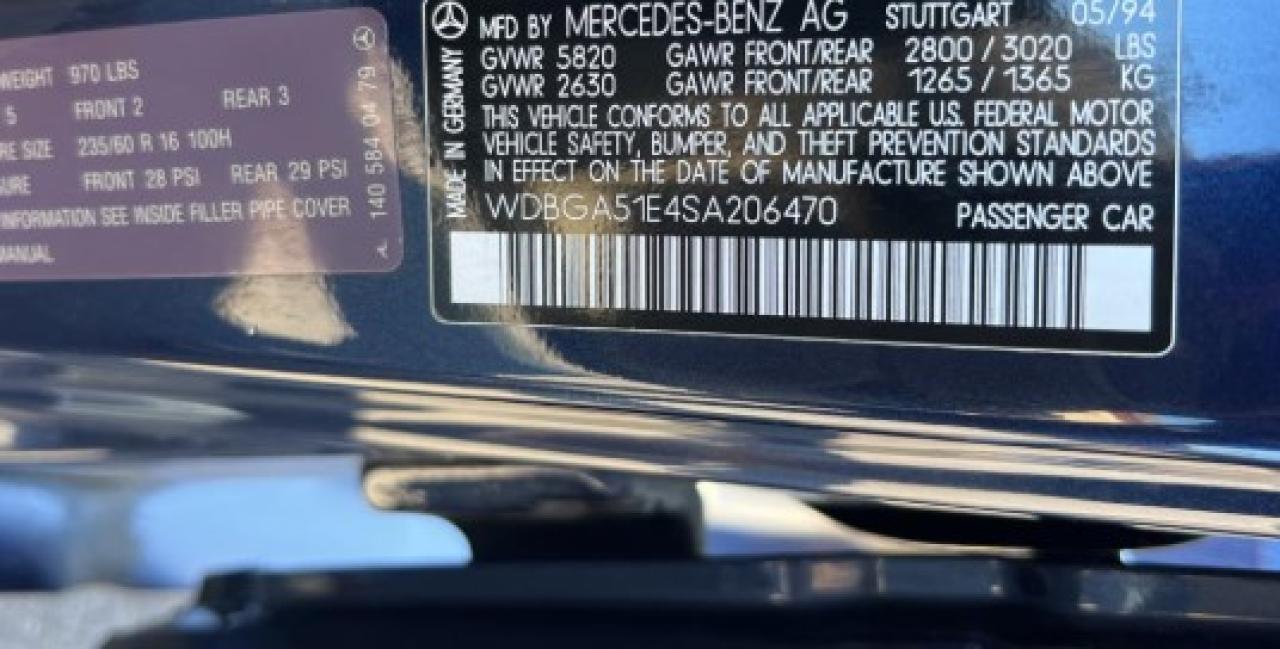 WEIGHT 970 LBS
5 FRONT 2 REAR 3
RE SIZE 235/60 R 16 100H
URE FRONT 28 PSI REAR 29 PSI
INFORMATION SEE INSIDE FILLER PIPE COVER
MANUAL
140 584 04 79
MADE IN GERMANY
MFD BY MERCEDES-BENZ AG STUTTGART 05/94
GVWR 5820 GAWR FRONT/REAR 2800 / 3020 LBS
GVWR 2630 GAWR FRONT/REAR 1265 / 1365 KG
THIS VEHICLE CONFORMS TO ALL APPLICABLE U.S. FEDERAL MOTOR
VEHICLE SAFETY, BUMPER, AND THEFT PREVENTION STANDARDS
IN EFFECT ON THE DATE OF MANUFACTURE SHOWN ABOVE
WDBGA51E4SA206470 PASSENGER CAR